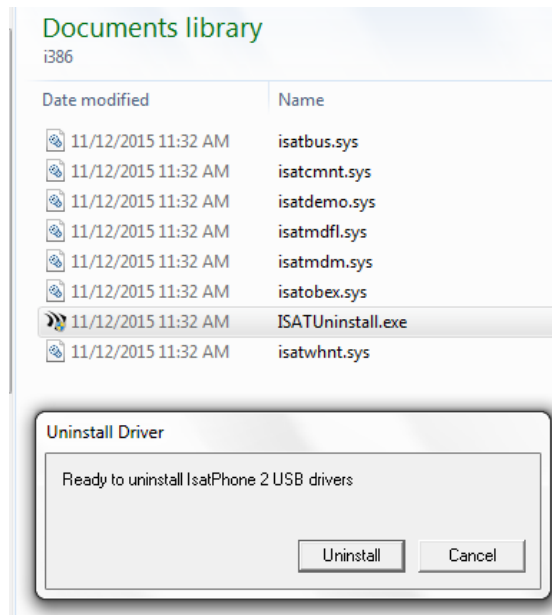 Documents library
i386
Date modified Name
11/12/2015 11:32 AM isatbus.sys
11/12/2015 11:32 AM isatcmnt.sys
11/12/2015 11:32 AM isatdemo.sys
11/12/2015 11:32 AM isatmdfl.sys
11/12/2015 11:32 AM isatmdm.sys
11/12/2015 11:32 AM isatobex.sys
11/12/2015 11:32 AM ISATUninstall.exe
11/12/2015 11:32 AM isatwhnt.sys
Uninstall Driver
Ready to uninstall IsatPhone 2 USB drivers
Uninstall Cancel